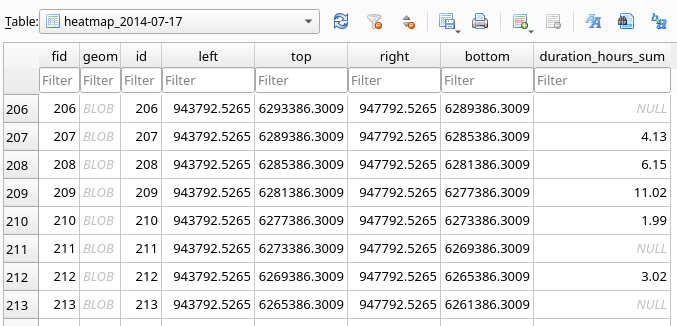 Table: heatmap_2014-07-17
fid geom id left top right bottom duration_hours_sum
Filter Filter Filter Filter Filter Filter Filter Filter
206 206 BLOB 206 943792.5265 6293386.3009 947792.5265 6289386.3009 NULL
207 207 BLOB 207 943792.5265 6289386.3009 947792.5265 6285386.3009 4.13
208 208 BLOB 208 943792.5265 6285386.3009 947792.5265 6281386.3009 6.15
209 209 BLOB 209 943792.5265 6281386.3009 947792.5265 6277386.3009 11.02
210 210 BLOB 210 943792.5265 6277386.3009 947792.5265 6273386.3009 1.99
211 211 BLOB 211 943792.5265 6273386.3009 947792.5265 6269386.3009 NULL
212 212 BLOB 212 943792.5265 6269386.3009 947792.5265 6265386.3009 3.02
213 213 BLOB 213 943792.5265 6265386.3009 947792.5265 6261386.3009 NULL